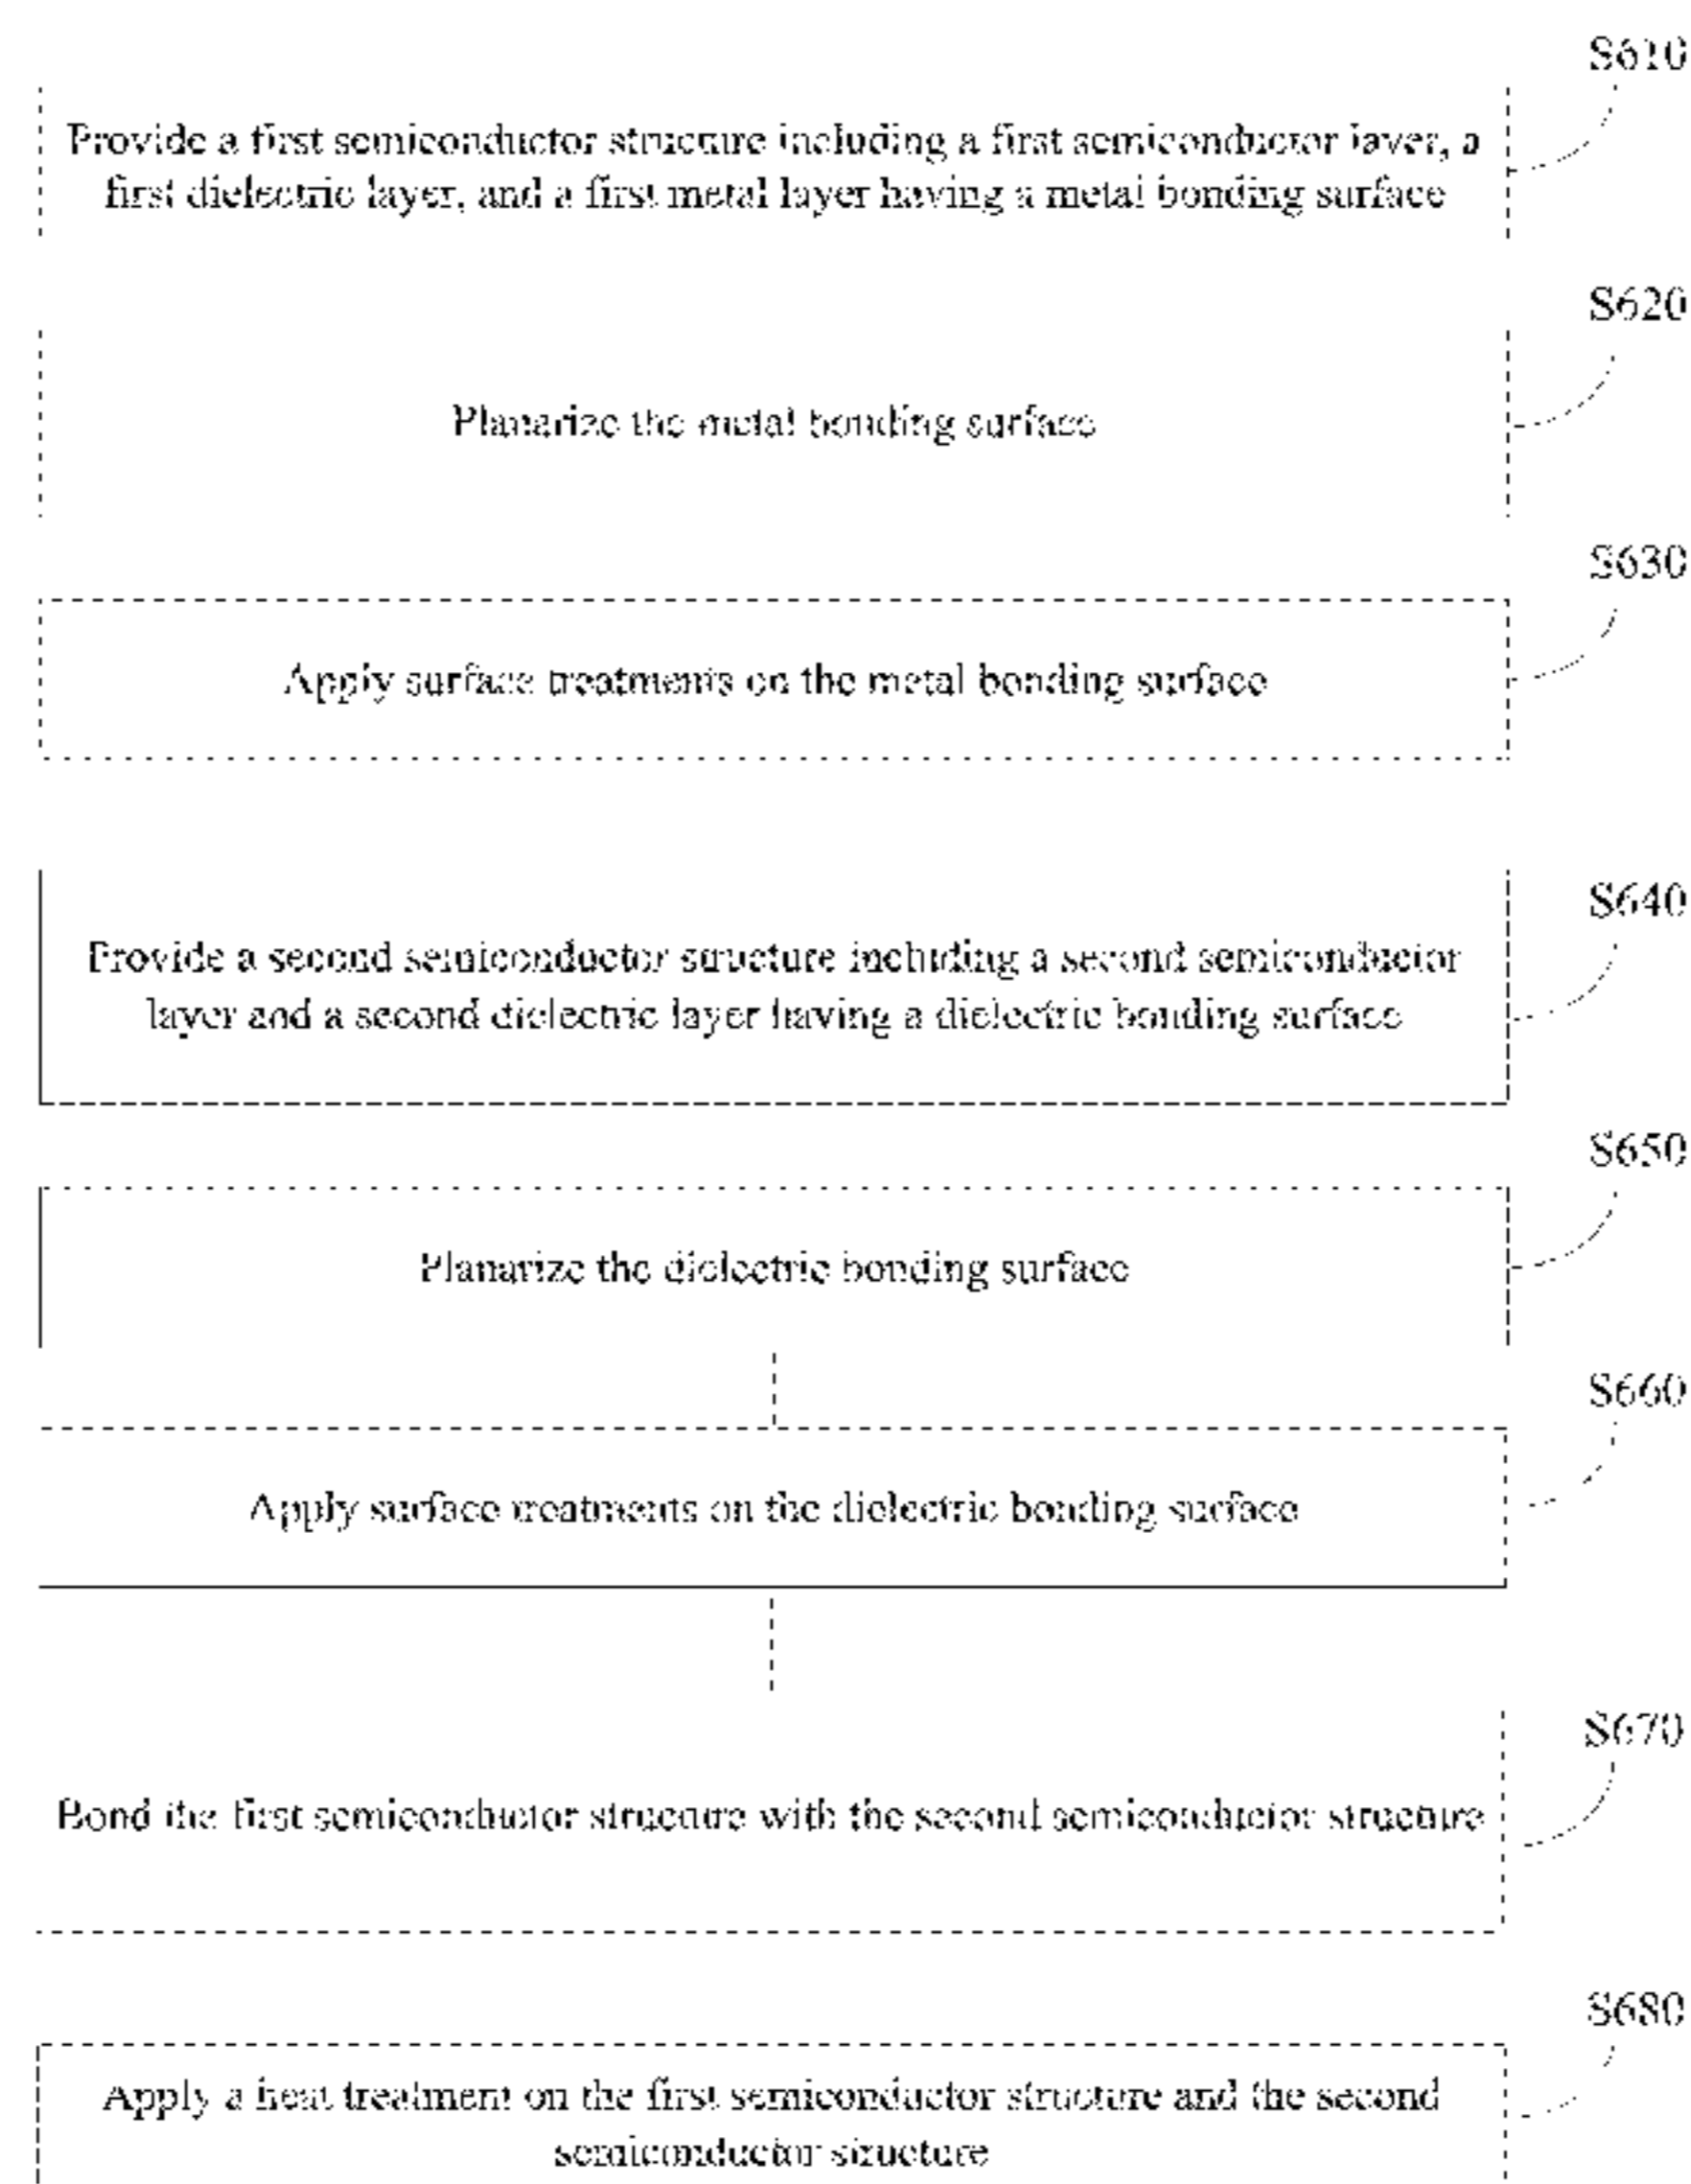 S610
Provide a first semiconductor structure including a first semiconductor layer, a
first dielectric layer, and a first metal layer having a metal bonding surface
S620
Planarize the metal bonding surface
S630
Apply surface treatments on the metal bonding surface
S640
Provide a second semiconductor structure including a second semiconductor
layer and a second dielectric layer having a dielectric bonding surface
S650
Planarize the dielectric bonding surface
S660
Apply surface treatments on the dielectric bonding surface
S670
Bond the first semiconductor structure with the second semiconductor structure
S680
Apply a heat treatment on the first semiconductor structure and the second
semiconductor structure